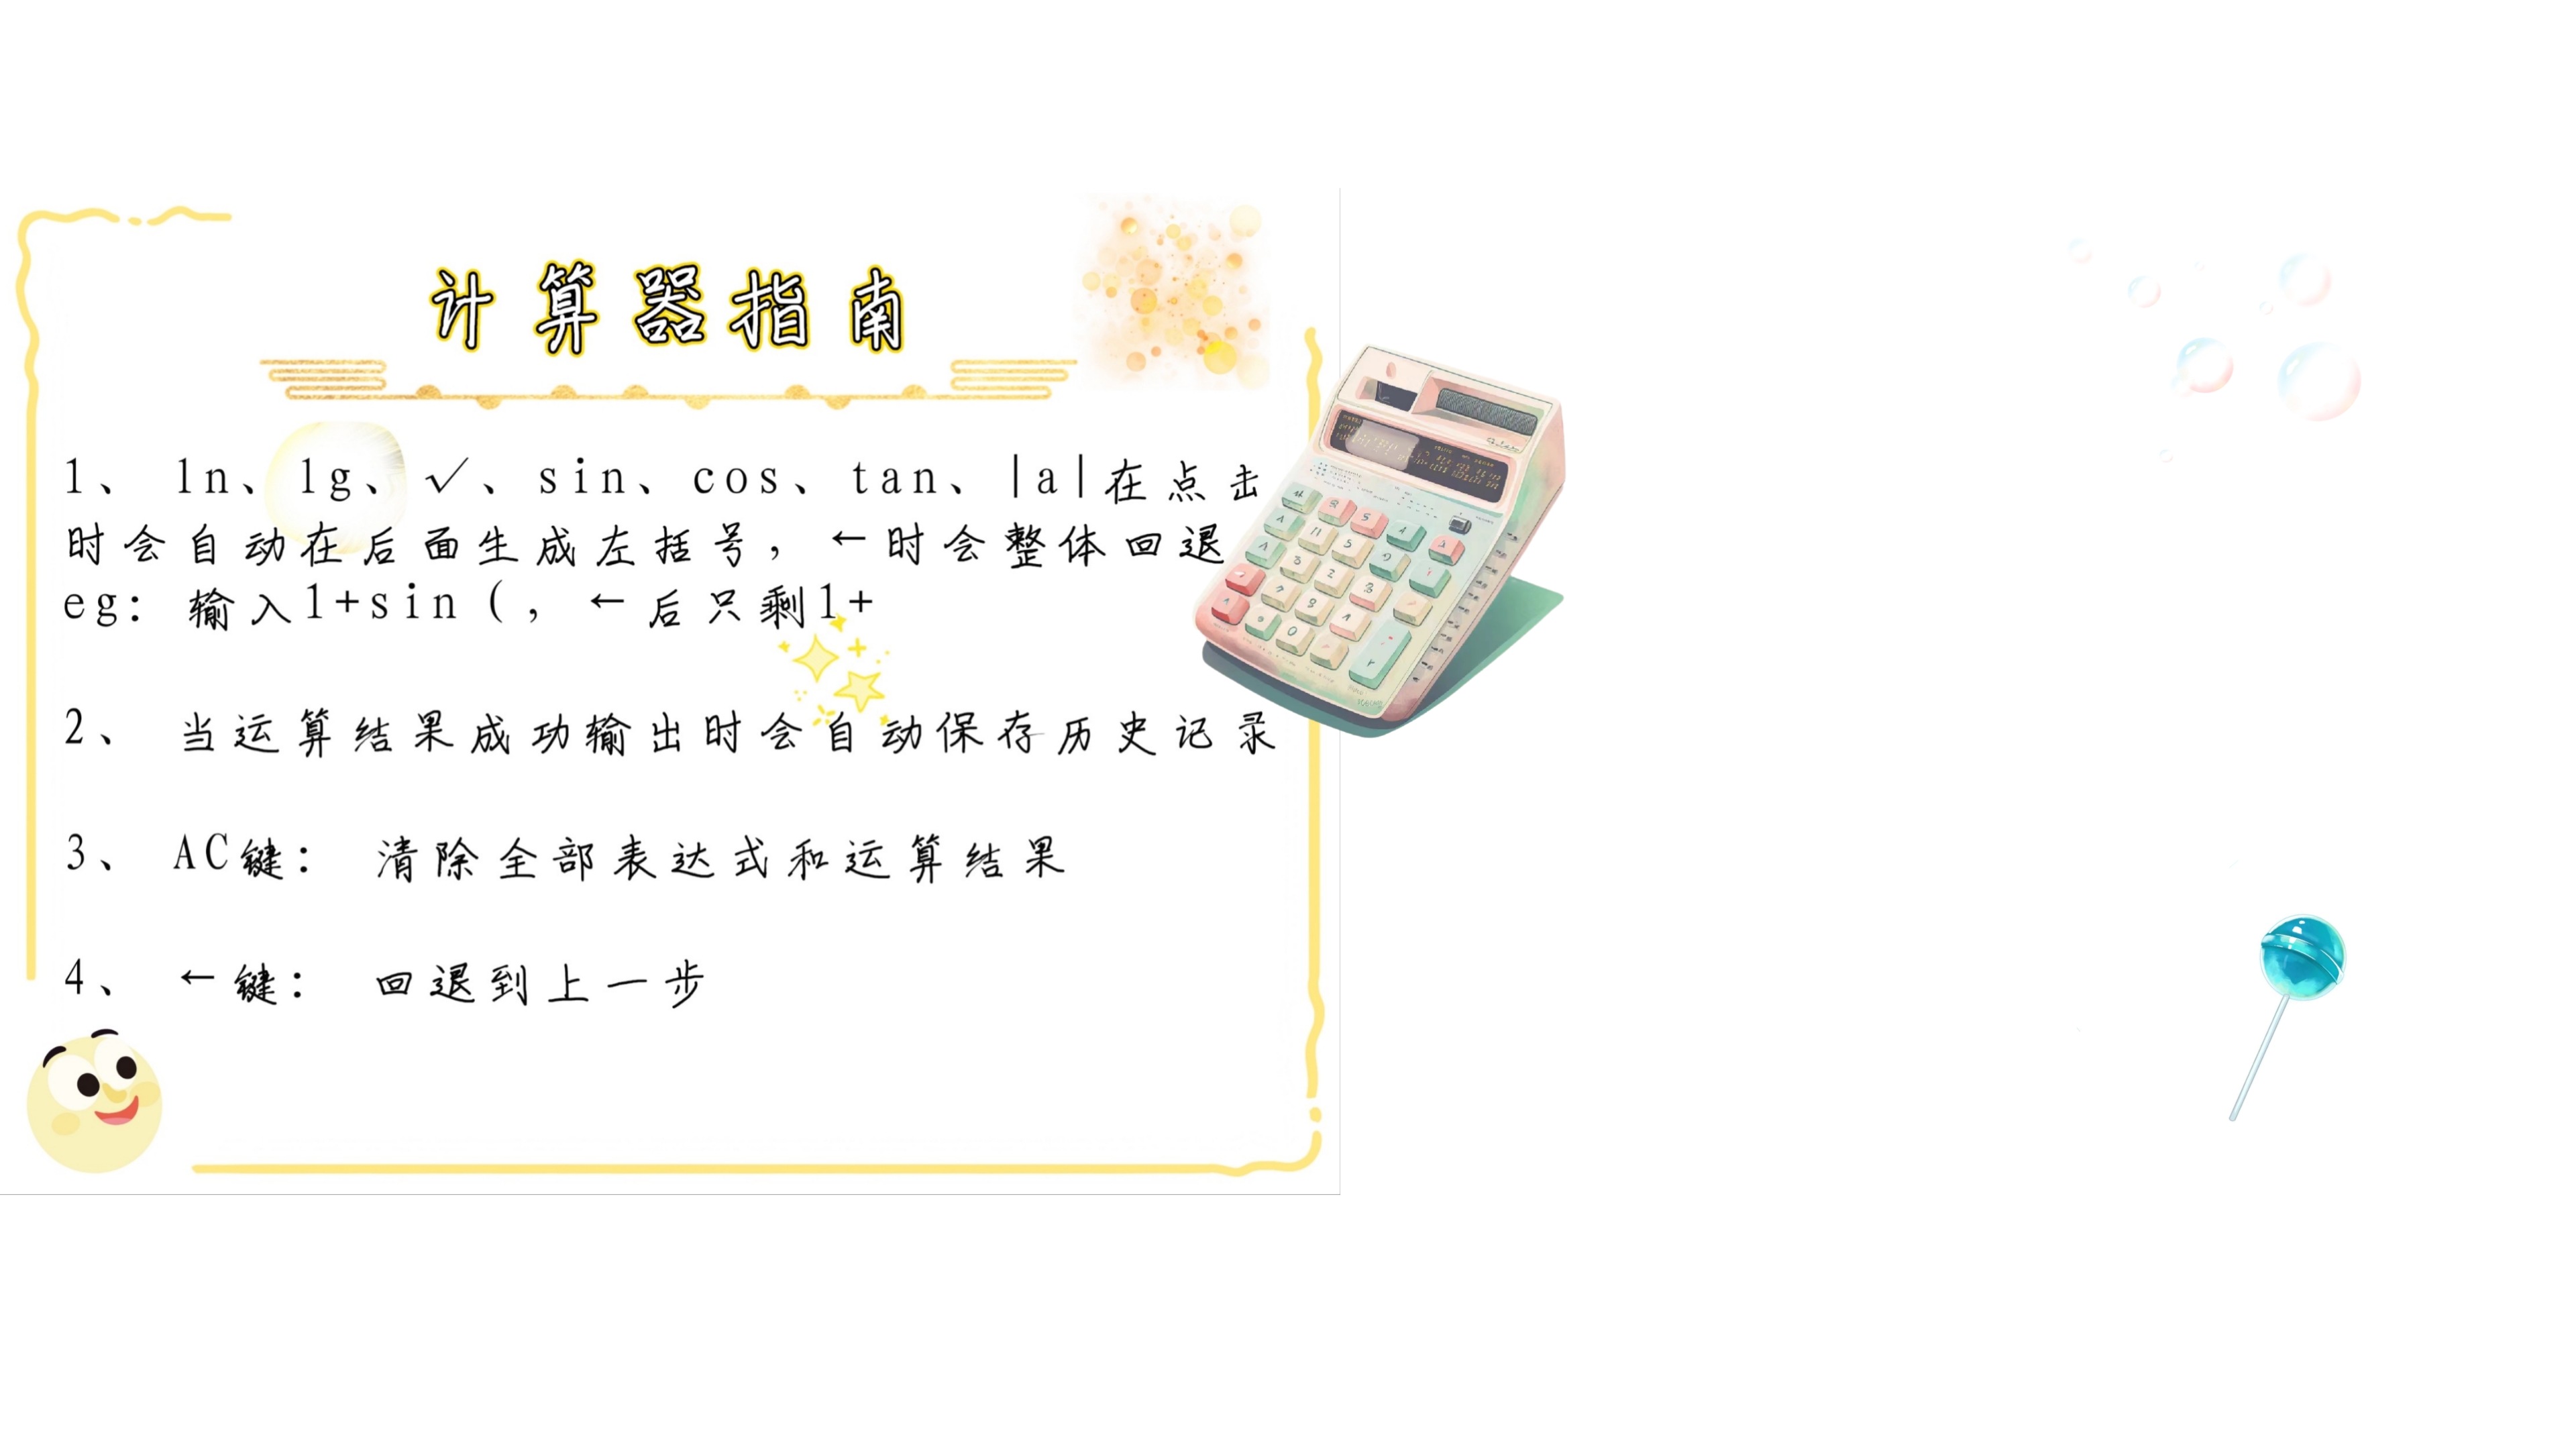 计算器指南
1、 ln、lg、√、sin、cos、tan、|a|在点击
时会自动在后面生成左括号，←时会整体回退
eg: 输入1+sin（，←后只剩1+
2、 当运算结果成功输出时会自动保存历史记录
3、 AC键： 清除全部表达式和运算结果
4、 ←键： 回退到上一步